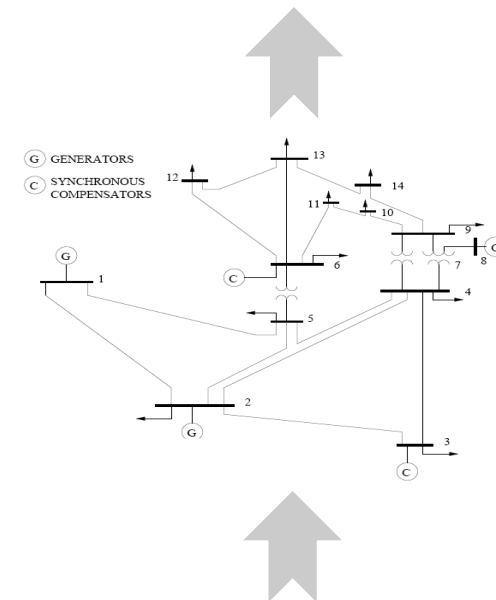 13
G GENERATORS
12
C SYNCHRONOUS
COMPENSATORS
14
11
10
9
G
C
7
8
C
6
1
4
5
2
G
3
C